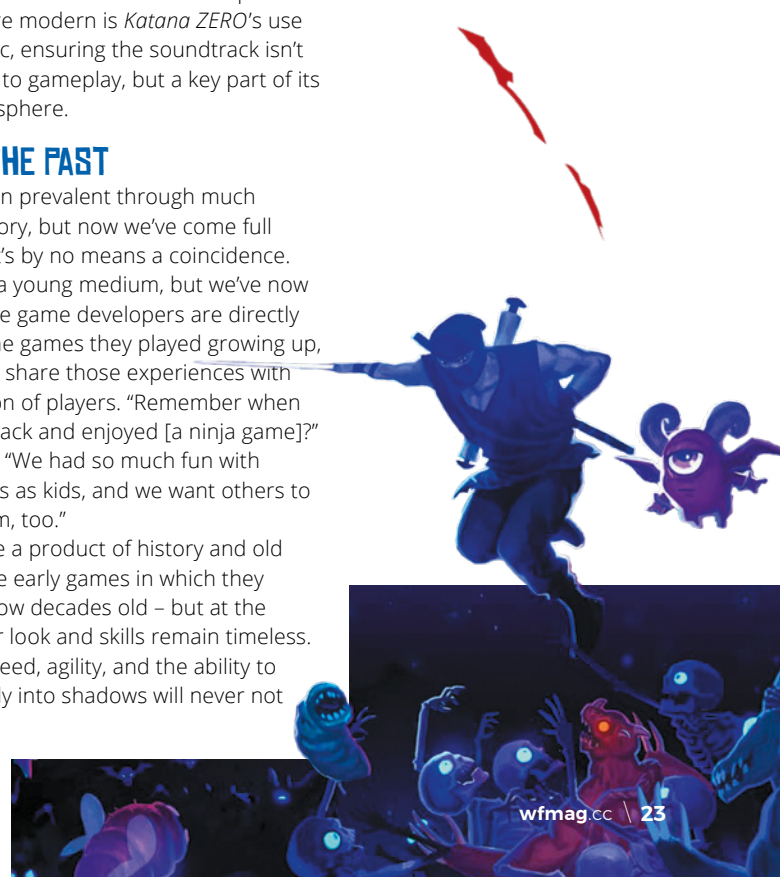 re modern is Katana ZERO’s use
c, ensuring the soundtrack isn’t
to gameplay, but a key part of its
sphere.
HE PAST
n prevalent through much
ory, but now we’ve come full
t’s by no means a coincidence.
a young medium, but we’ve now
e game developers are directly
he games they played growing up,
share those experiences with
on of players. “Remember when
ack and enjoyed [a ninja game]?”
“We had so much fun with
s as kids, and we want others to
m, too.”
e a product of history and old
e early games in which they
ow decades old – but at the
r look and skills remain timeless.
eed, agility, and the ability to
ly into shadows will never not
wfmag.cc \ 23